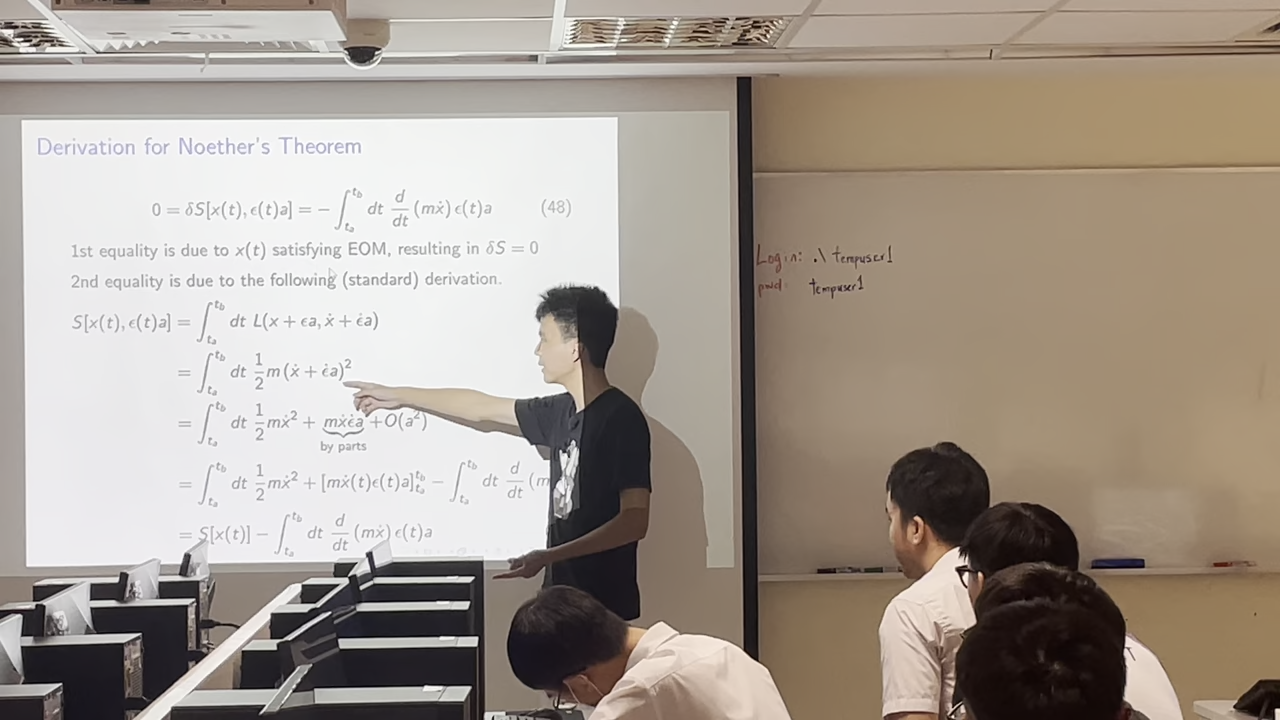 Derivation for Noether's Theorem
0 = δS[x(t), ϵ(t)a] = − ∫_{t_a}^{t_b} dt d/dt (mẋ) ϵ(t)a (48)
1st equality is due to x(t) satisfying EOM, resulting in δS = 0
2nd equality is due to the following (standard) derivation.
S[x(t), ϵ(t)a] = ∫_{t_a}^{t_b} dt L(x + ϵa, ẋ + ϵ̇a)
= ∫_{t_a}^{t_b} dt 1/2 m(ẋ + ϵ̇a)²
= ∫_{t_a}^{t_b} dt 1/2 mẋ² + mẋϵ̇a + O(a²)
by parts
= ∫_{t_a}^{t_b} dt 1/2 mẋ² + [mẋ(t)ϵ(t)a]_{t_a}^{t_b} − ∫_{t_a}^{t_b} dt d/dt (m
= S[x(t)] − ∫_{t_a}^{t_b} dt d/dt (mẋ) ϵ(t)a
Login: .\ tempuser1
pwd: tempuser1